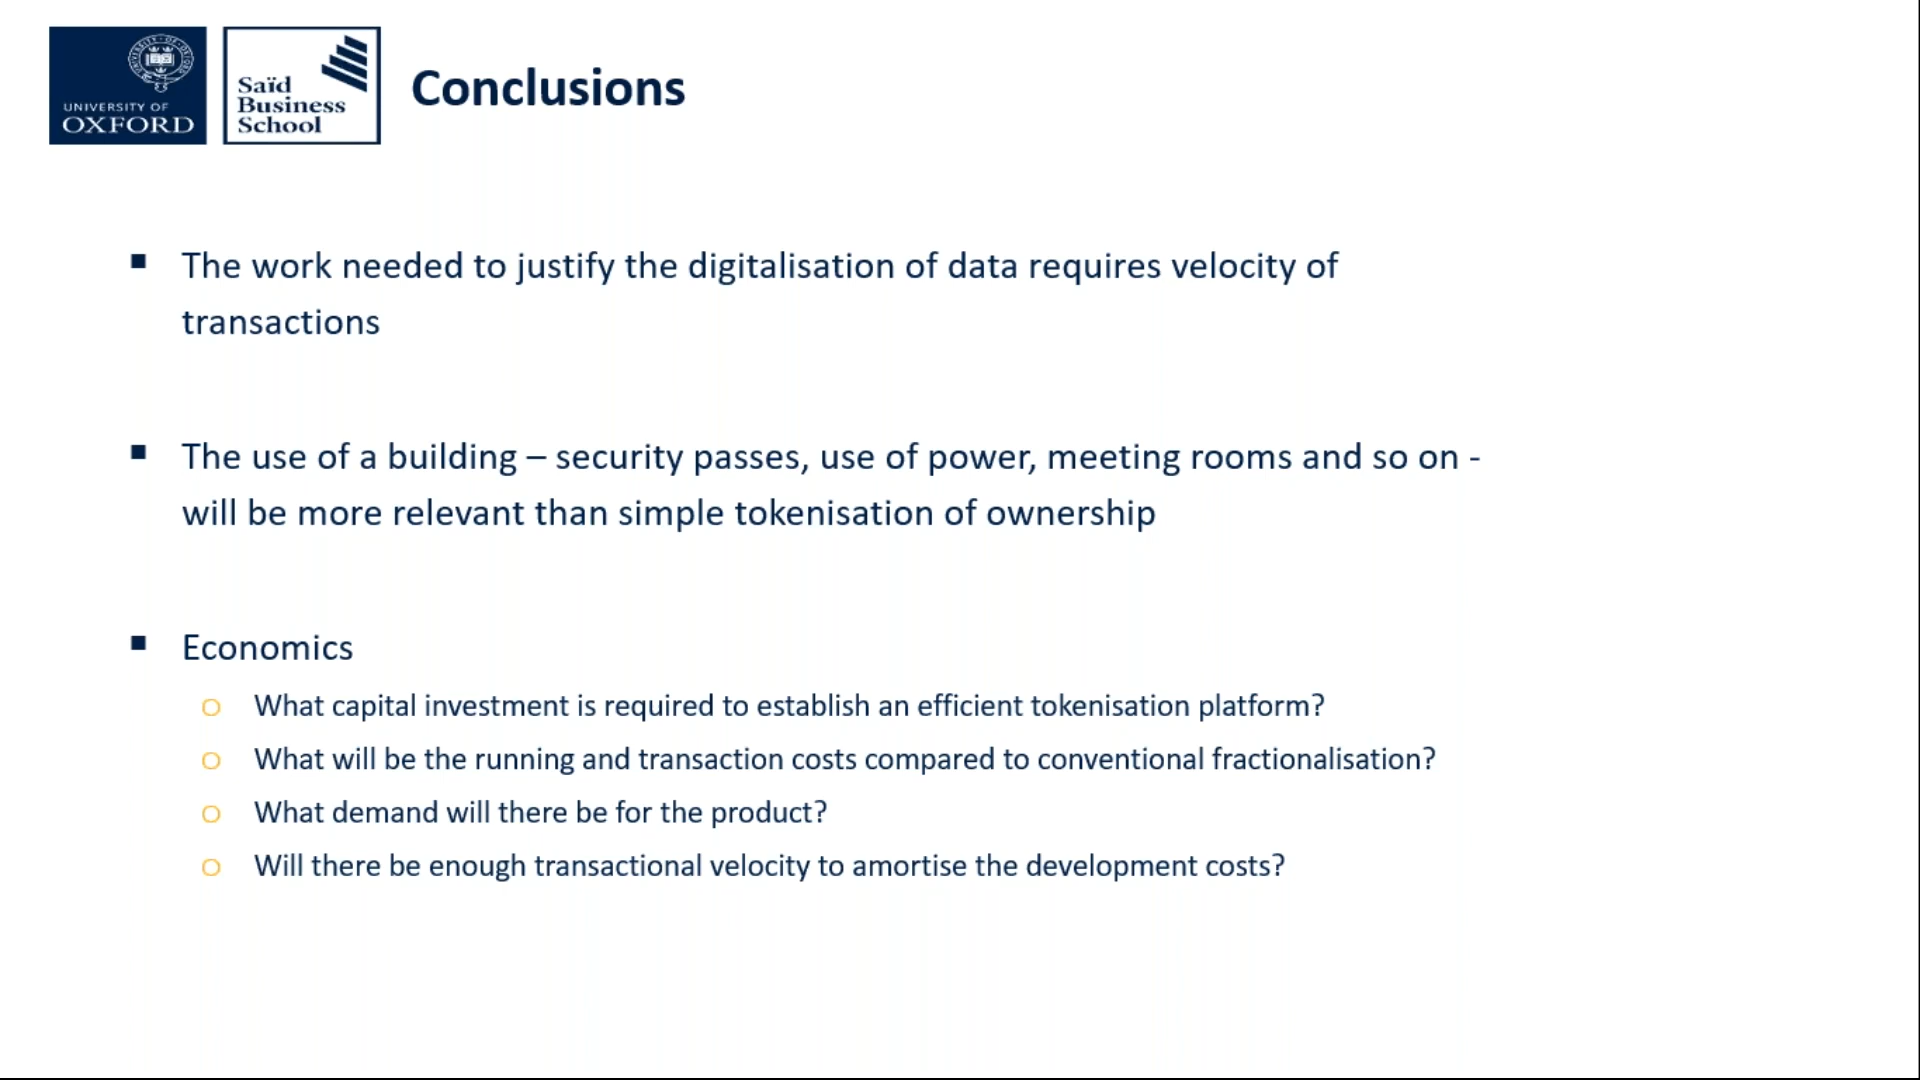 UNIVERSITY OF
OXFORD
Saïd
Business
School
Conclusions
The work needed to justify the digitalisation of data requires velocity of
transactions
The use of a building – security passes, use of power, meeting rooms and so on -
will be more relevant than simple tokenisation of ownership
Economics
What capital investment is required to establish an efficient tokenisation platform?
What will be the running and transaction costs compared to conventional fractionalisation?
What demand will there be for the product?
Will there be enough transactional velocity to amortise the development costs?